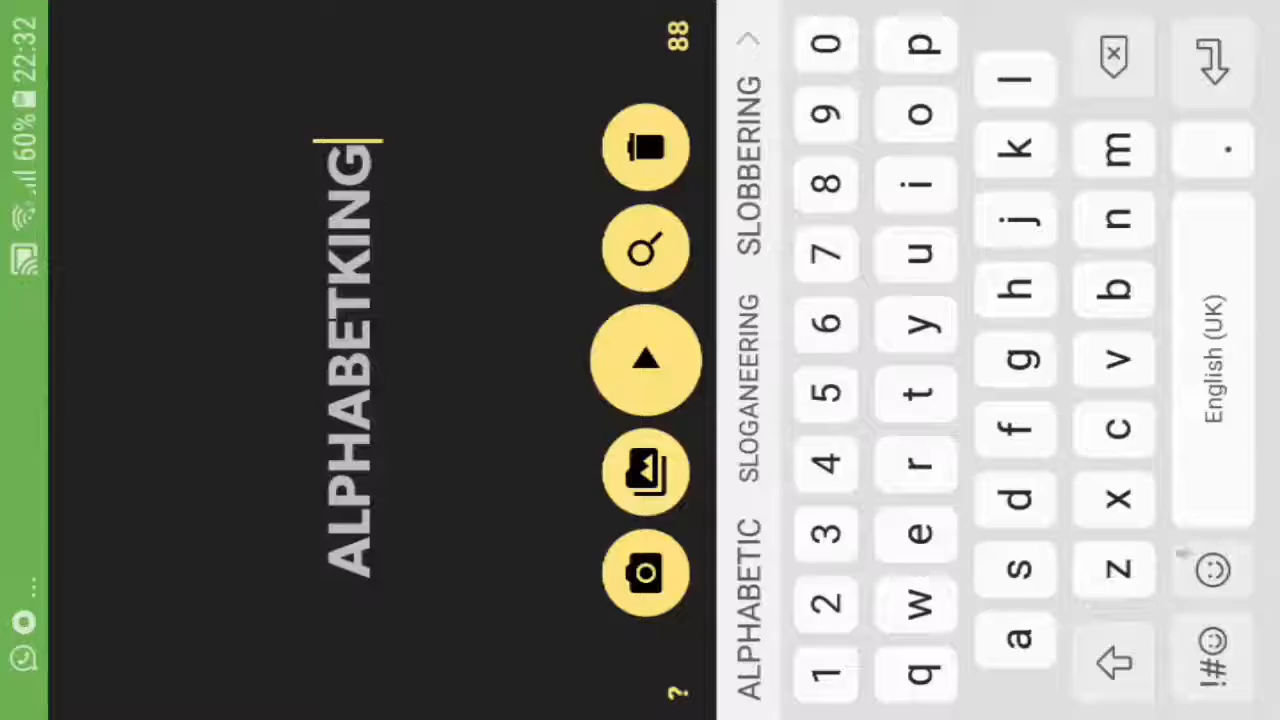 22:32
60%
ALPHABETKING
?
88
ALPHABETIC SLOGANEERING SLOBBERING
1 2 3 4 5 6 7 8 9 0
q w e r t y u i o p
a s d f g h j k l
z x c v b n m
!#☺ English (UK) .